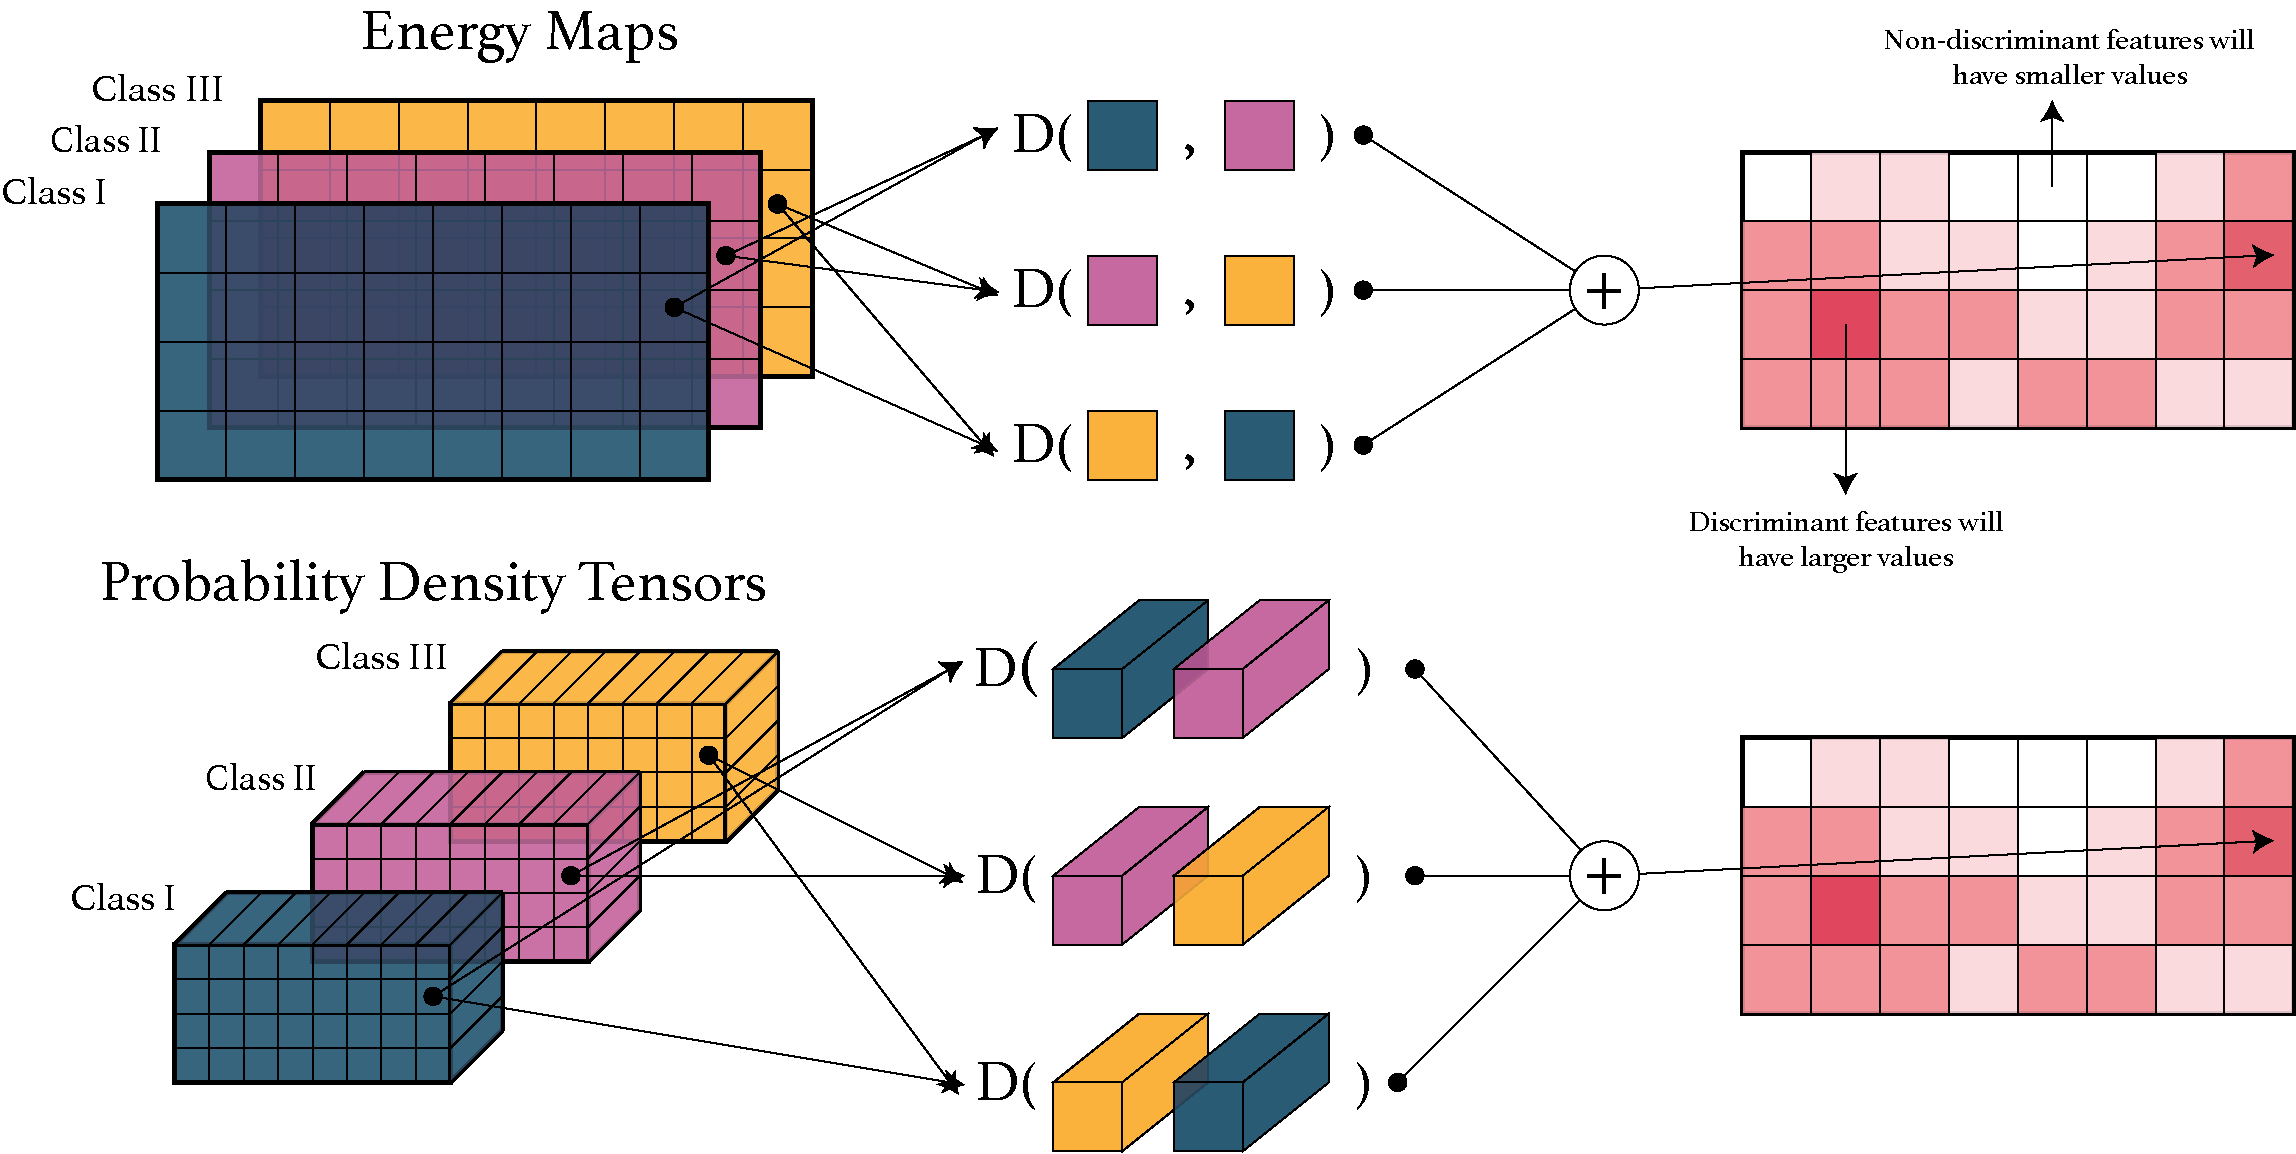 Energy Maps
Class III
Class II
Class I
D( , )
D( , )
D( , )
+
Non-discriminant features will
have smaller values
Discriminant features will
have larger values
Probability Density Tensors
Class III
Class II
Class I
D( )
D( )
D( )
+